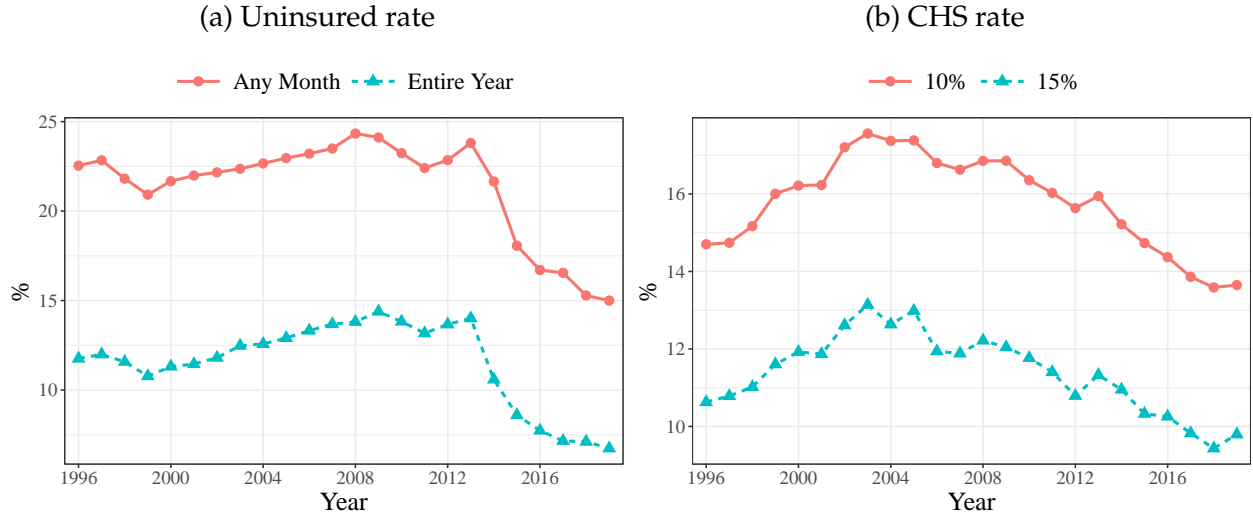 (a) Uninsured rate
Any Month Entire Year
25
20
15
10
%
1996 2000 2004 2008 2012 2016
Year
(b) CHS rate
10% 15%
16
14
12
10
%
1996 2000 2004 2008 2012 2016
Year